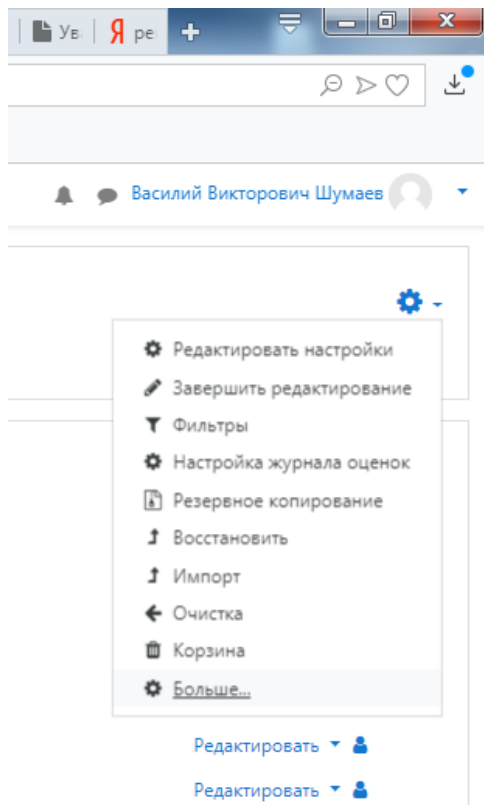 Ув Я ре
Василий Викторович Шумаев
Редактировать настройки
Завершить редактирование
Фильтры
Настройка журнала оценок
Резервное копирование
Восстановить
Импорт
Очистка
Корзина
Больше...
Редактировать
Редактировать